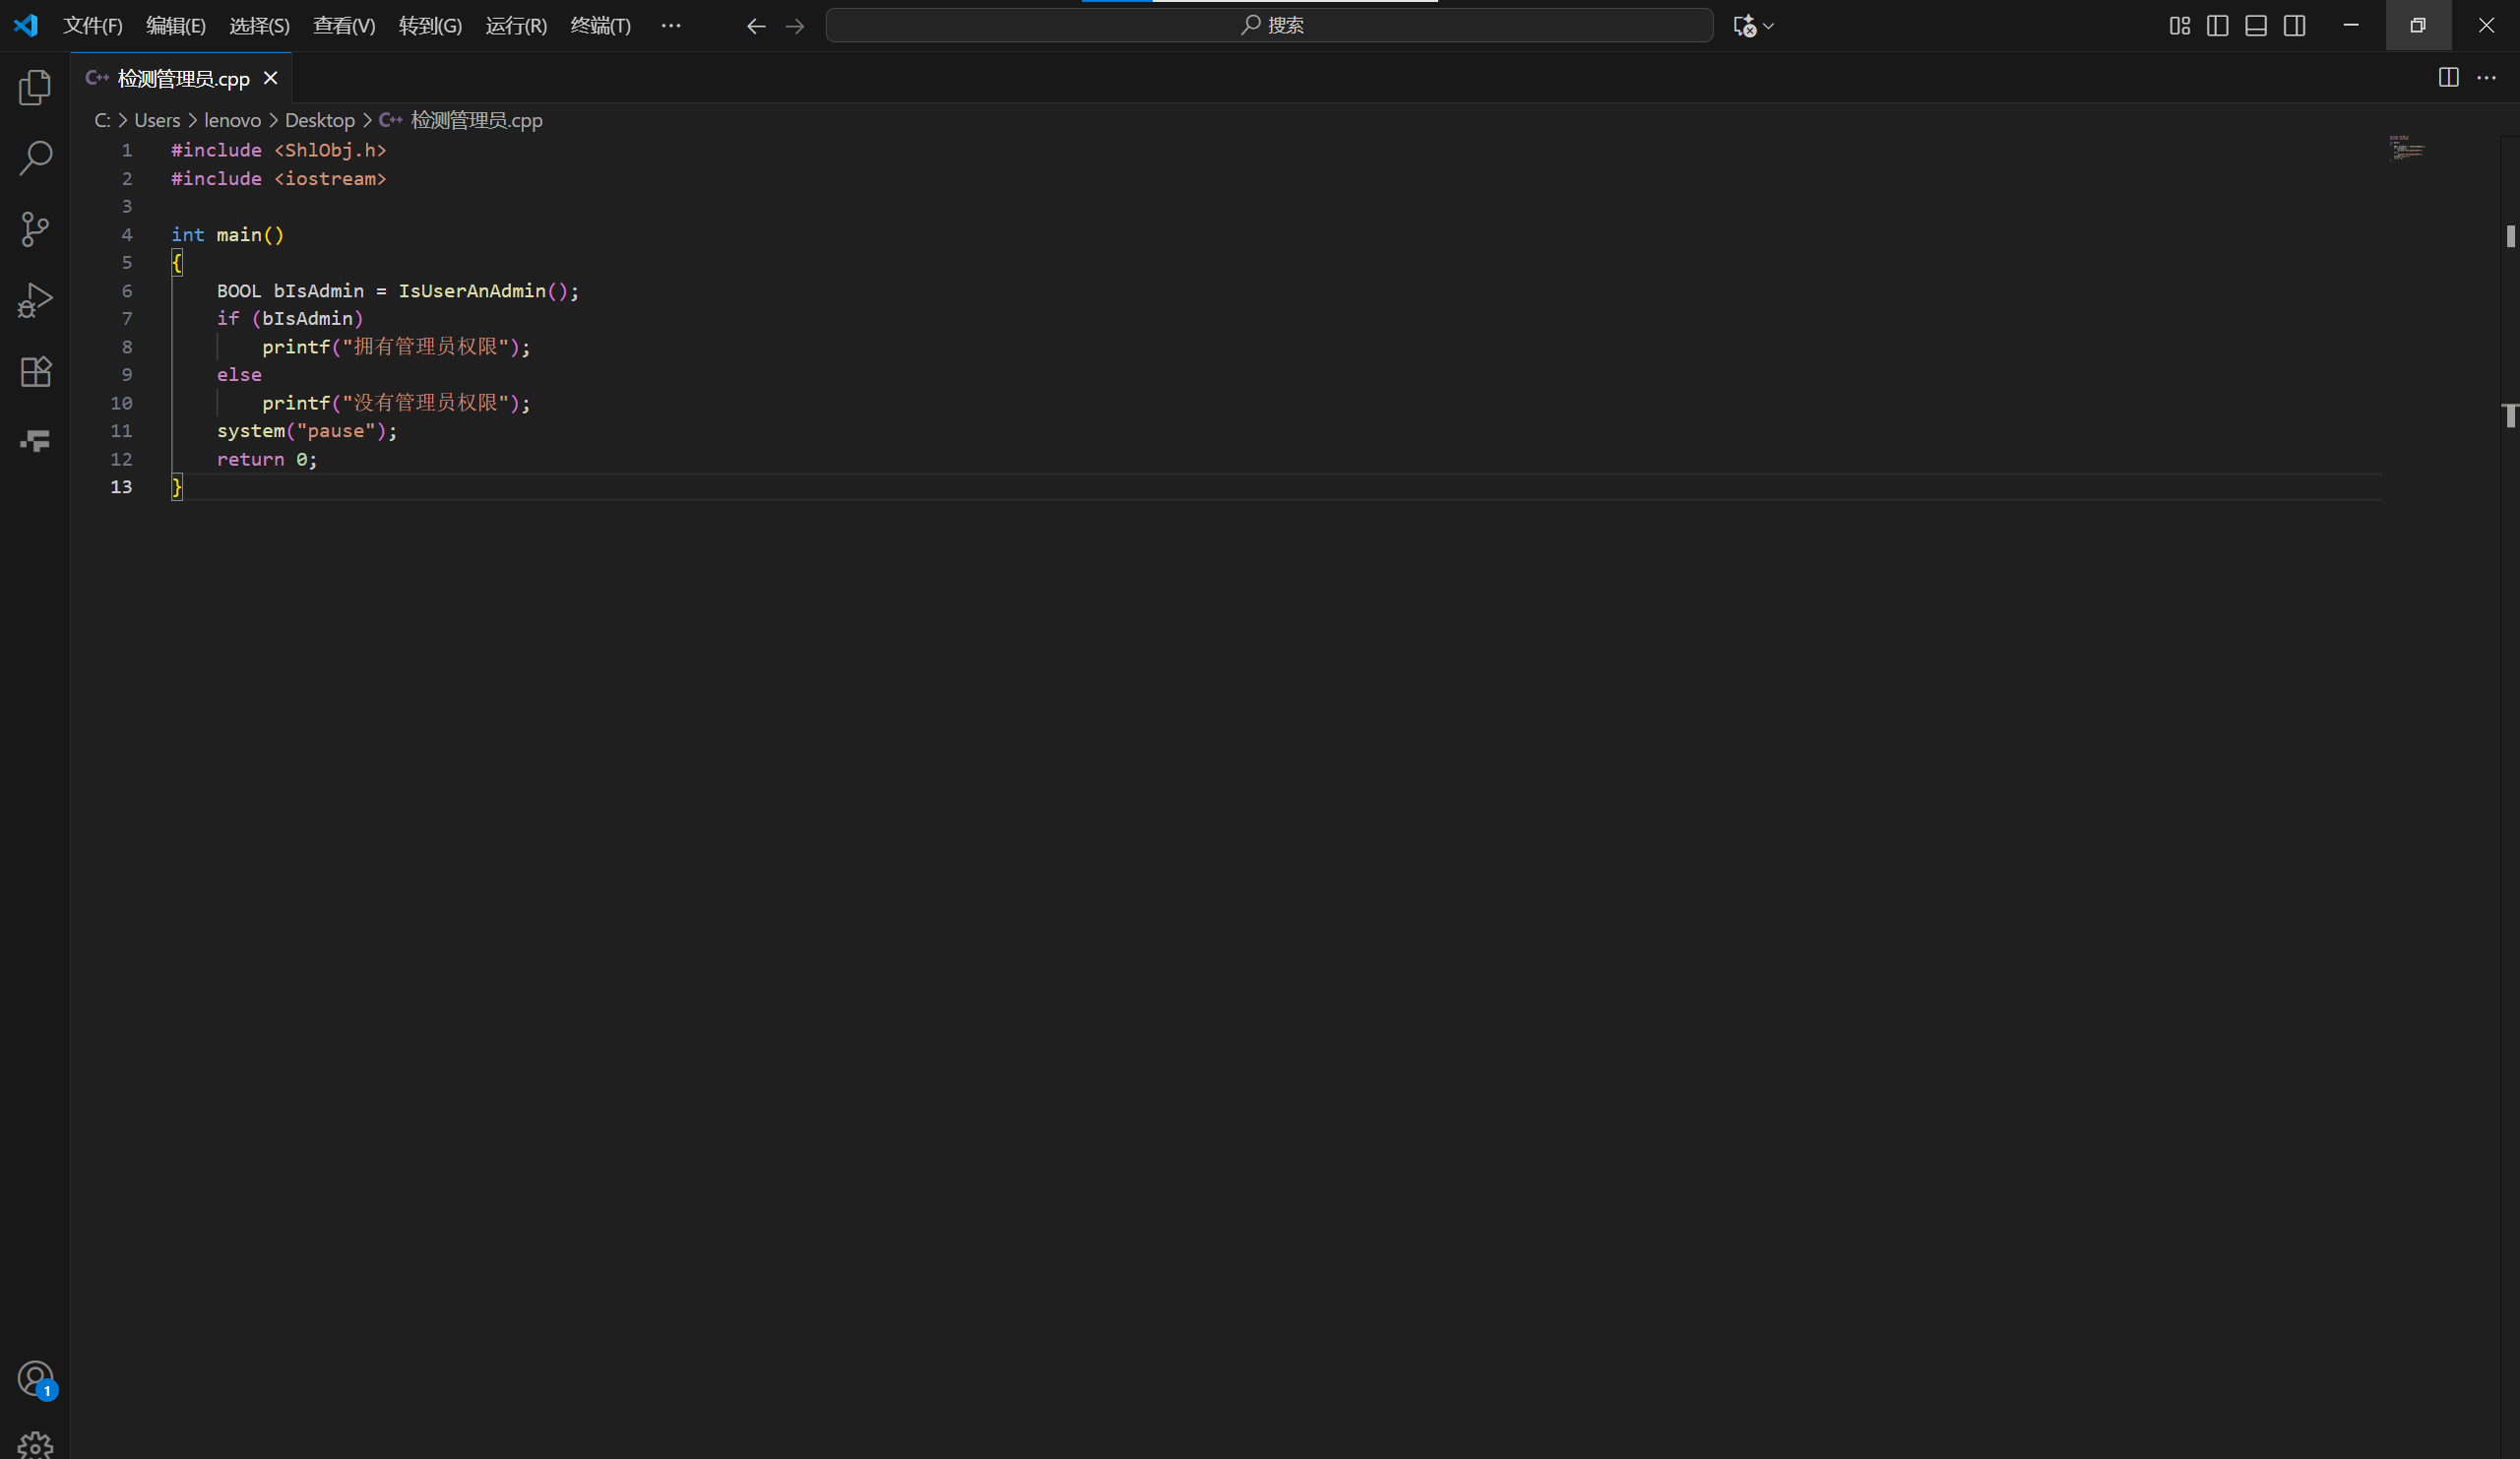 文件(F) 编辑(E) 选择(S) 查看(V) 转到(G) 运行(R) 终端(T) ··· 搜索
C++ 检测管理员.cpp
C: > Users > lenovo > Desktop > C++ 检测管理员.cpp
1 #include <ShlObj.h>
2 #include <iostream>
3
4 int main()
5 {
6 BOOL bIsAdmin = IsUserAnAdmin();
7 if (bIsAdmin)
8 printf("拥有管理员权限");
9 else
10 printf("没有管理员权限");
11 system("pause");
12 return 0;
13 }
1